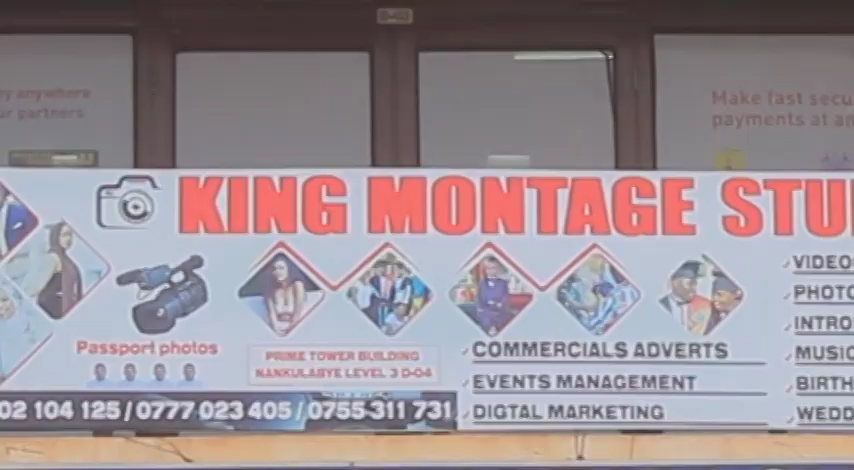 y anywhere
ur partners
Make fast secu
payments at an
KING MONTAGE STU
Passport photos
PRIME TOWER BUILDING
NANKULABYE LEVEL 3 D-04
02 104 125 / 0777 023 405 / 0755 311 731
COMMERCIALS ADVERTS
EVENTS MANAGEMENT
DIGTAL MARKETING
VIDEO
PHOTO
INTRO
MUSIC
BIRTH
WEDD